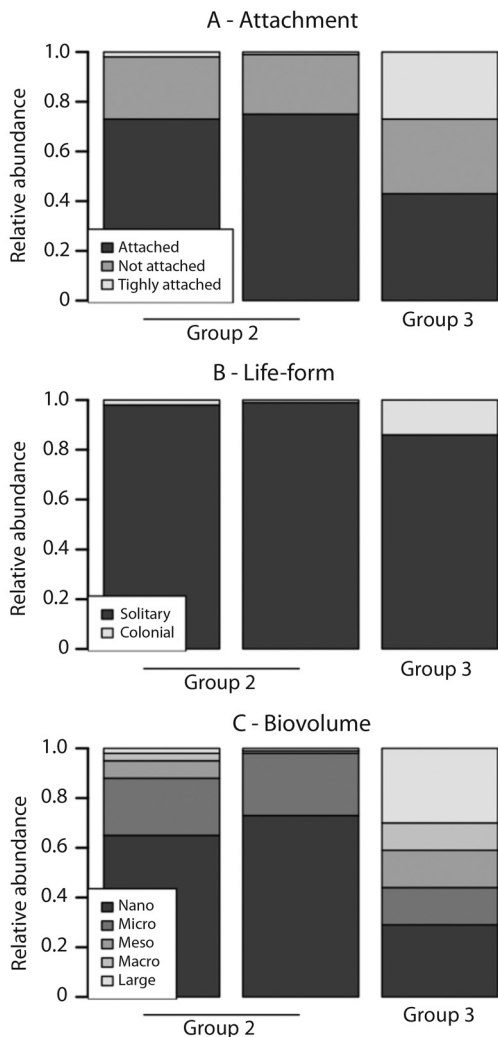 A - Attachment
Relative abundance
1.0
0.8
0.6
0.4
0.2
0
Attached
Not attached
Tighly attached
Group 2
Group 3
B - Life-form
Relative abundance
1.0
0.8
0.6
0.4
0.2
0
Solitary
Colonial
Group 2
Group 3
C - Biovolume
Relative abundance
1.0
0.8
0.6
0.4
0.2
0
Nano
Micro
Meso
Macro
Large
Group 2
Group 3